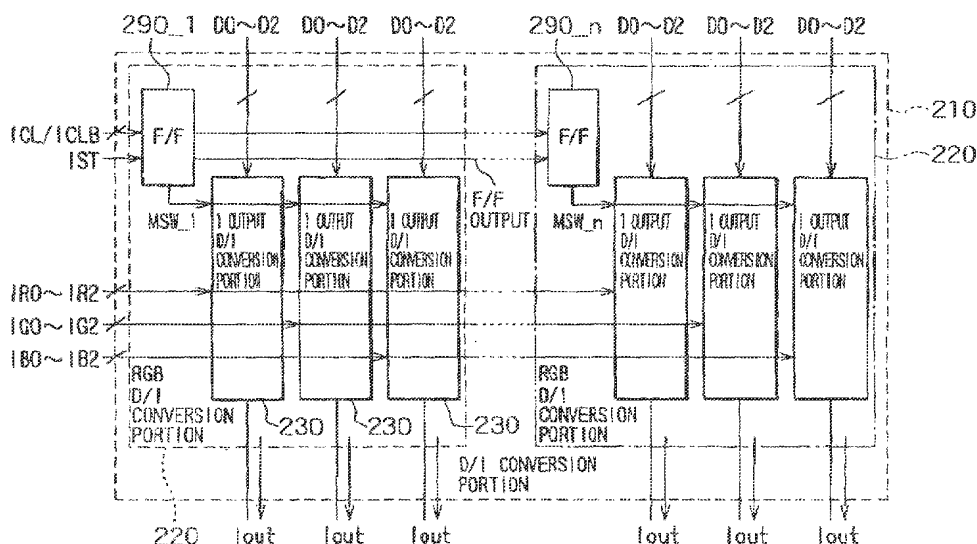 290_1 D0~D2 D0~D2 D0~D2 290_n D0~D2 D0~D2 D0~D2
F/F F/F
210
ICL/ICLB
IST
220
F/F
OUTPUT
MSW_1 MSW_n
1 OUTPUT
D/I
CONVERSION
PORTION
1 OUTPUT
D/I
CONVERSION
PORTION
1 OUTPUT
D/I
CONVERSION
PORTION
1 OUTPUT
D/I
CONVERSION
PORTION
1 OUTPUT
D/I
CONVERSION
PORTION
1 OUTPUT
D/I
CONVERSION
PORTION
IR0~IR2
IG0~IG2
IB0~IB2
RGB
D/I
CONVERSION
PORTION
230 230 230
RGB
D/I
CONVERSION
PORTION
D/I CONVERSION
PORTION
220 Iout Iout Iout Iout Iout Iout